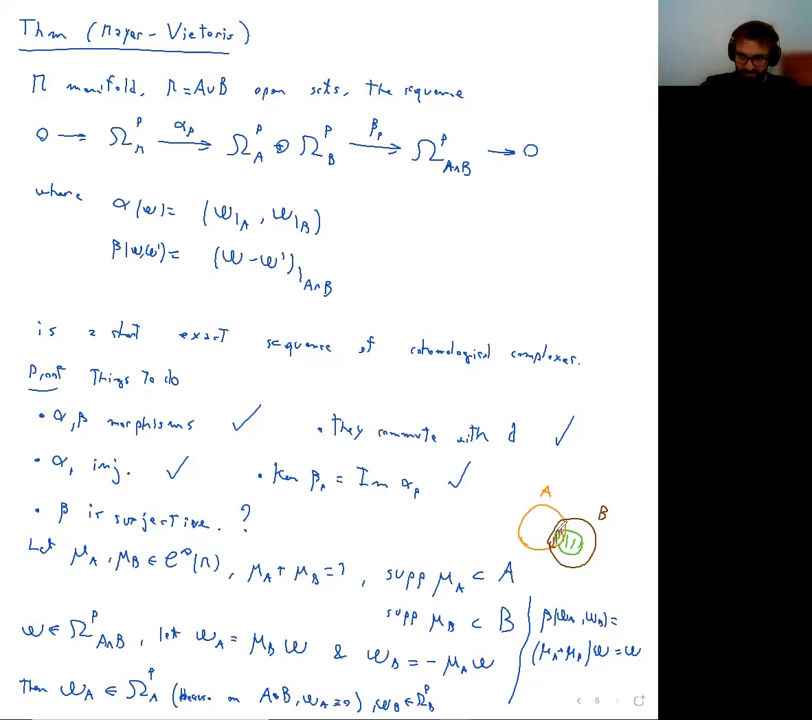 Thm (Mayer-Vietoris)
M manifold, M=A∪B open sets, the sequence
0 → Ω^p_M →^{α_p} Ω^p_A ⊕ Ω^p_B →^{β_p} Ω^p_{A∩B} → 0
where α(ω) = (ω|_A, ω|_B)
β(ω,ω') = (ω-ω')|_{A∩B}
is a short exact sequence of cohomological complexes.
Proof Things to do
• α, β morphisms ✓ • they commute with d ✓
• α, inj. ✓ • Ker β_p = Im α_p ✓
• β is surjective. ?
A
B
Let μ_A, μ_B ∈ C^∞(M), μ_A + μ_B = 1, supp μ_A ⊂ A
supp μ_B ⊂ B
ω ∈ Ω^p_{A∩B}, let ω_A = μ_B ω & ω_B = -μ_A ω
β(ω_A, ω_B) =
(μ_A+μ_B)ω = ω
Then ω_A ∈ Ω^p_A (because on A\B, ω_A ≡ 0), ω_B ∈ Ω^p_B
6